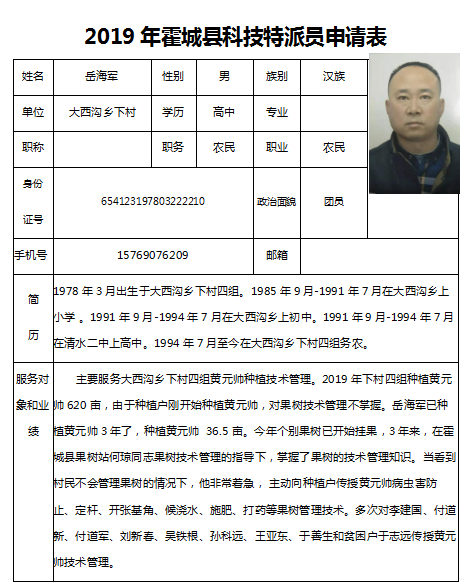 2019 年霍城县科技特派员申请表
姓名 岳海军 性别 男 族别 汉族
单位 大西沟乡下村 学历 高中 专业
职称 职务 农民 职业 农民
身份
证号
654123197803222210 政治面貌 团员
手机号 15769076209 邮箱
简
历
1978 年 3 月出生于大西沟乡下村四组。1985 年 9 月-1991 年 7 月在大西沟乡上
小学 。1991 年 9 月-1994 年 7 月在大西沟乡上初中。1991 年 9 月-1994 年 7 月
在清水二中上高中。1994 年 7 月至今在大西沟乡下村四组务农。
服务对
象和业
绩
主要服务大西沟乡下村四组黄元帅种植技术管理。2019 年下村四组种植黄元
帅 620 亩，由于种植户刚开始种植黄元帅，对果树技术管理不掌握。岳海军已种
植黄元帅 3 年了，种植黄元帅 36.5 亩。今年个别果树已开始挂果，3 年来，在霍
城县果树站何琼同志果树技术管理的指导下，掌握了果树的技术管理知识。当看到
村民不会管理果树的情况下，他非常着急， 主动向种植户传授黄元帅病虫害防
止、定杆、开张基角、候浇水、施肥、打药等果树管理技术。多次对李建国、付道
新、付道军、刘新春、吴铁根、孙科远、王亚东、于善生和贫困户于志远传授黄元
帅技术管理。